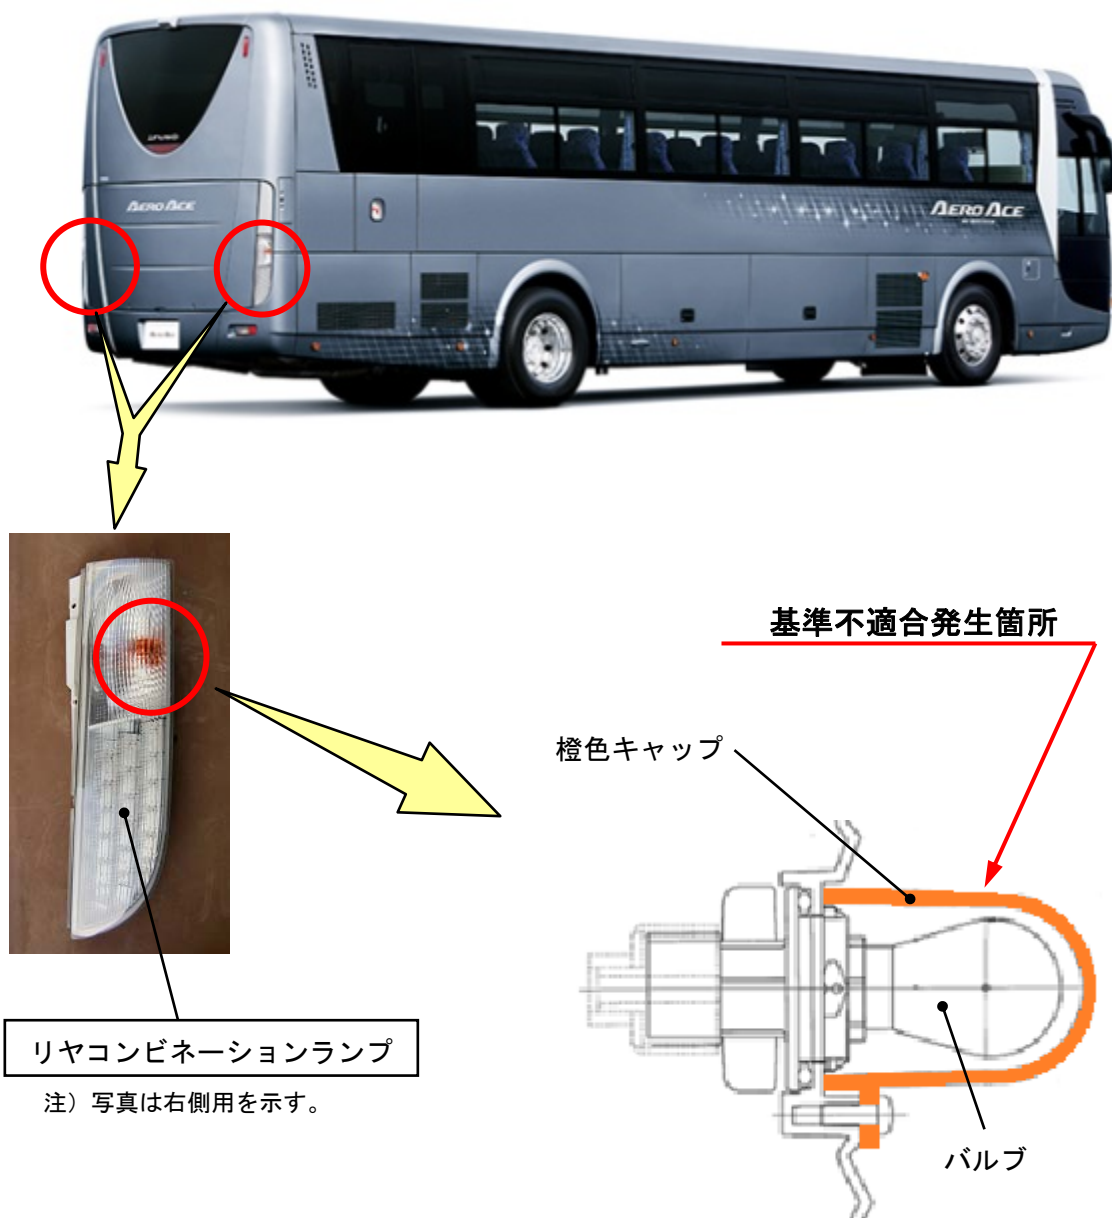 AERO ACE
AERO ACE
基準不適合発生箇所
橙色キャップ
リヤコンビネーションランプ
注）写真は右側用を示す。
バルブ